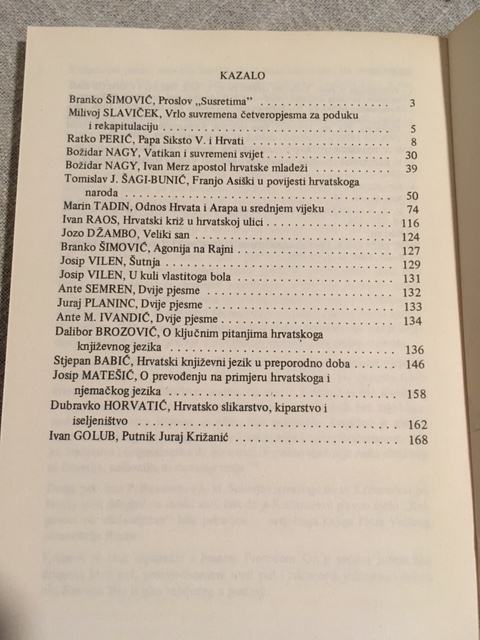 KAZALO
Branko ŠIMOVIĆ, Proslov „Susretima” . . . . . . . . . . . . . . . . . . 3
Milivoj SLAVIČEK, Vrlo suvremena četveropjesma za poduku
i rekapitulaciju . . . . . . . . . . . . . . . . . . . . . . . . . . . . . . 5
Ratko PERIĆ, Papa Siksto V. i Hrvati . . . . . . . . . . . . . . . . . . 8
Božidar NAGY, Vatikan i suvremeni svijet . . . . . . . . . . . . . . . . 30
Božidar NAGY, Ivan Merz apostol hrvatske mladeži . . . . . . . . . . 39
Tomislav J. ŠAGI-BUNIĆ, Franjo Asiški u povijesti hrvatskoga
naroda . . . . . . . . . . . . . . . . . . . . . . . . . . . . . . . . . . 50
Marin TADIN, Odnos Hrvata i Arapa u srednjem vijeku . . . . . . . . 74
Ivan RAOS, Hrvatski križ u hrvatskoj ulici . . . . . . . . . . . . . . . . 116
Jozo DŽAMBO, Veliki san . . . . . . . . . . . . . . . . . . . . . . . . . 124
Branko ŠIMOVIĆ, Agonija na Rajni . . . . . . . . . . . . . . . . . . . . 127
Josip VILEN, Šutnja . . . . . . . . . . . . . . . . . . . . . . . . . . . . 129
Josip VILEN, U kuli vlastitoga bola . . . . . . . . . . . . . . . . . . . 131
Ante SEMREN, Dvije pjesme . . . . . . . . . . . . . . . . . . . . . . . 132
Juraj PLANINC, Dvije pjesme . . . . . . . . . . . . . . . . . . . . . . . 133
Ante M. IVANDIĆ, Dvije pjesme . . . . . . . . . . . . . . . . . . . . . 134
Dalibor BROZOVIĆ, O ključnim pitanjima hrvatskoga
književnog jezika . . . . . . . . . . . . . . . . . . . . . . . . . . . . 136
Stjepan BABIĆ, Hrvatski književni jezik u preporodno doba . . . . . 146
Josip MATEŠIĆ, O prevođenju na primjeru hrvatskoga i
njemačkog jezika . . . . . . . . . . . . . . . . . . . . . . . . . . . . 158
Dubravko HORVATIĆ, Hrvatsko slikarstvo, kiparstvo i
iseljeništvo . . . . . . . . . . . . . . . . . . . . . . . . . . . . . . . 162
Ivan GOLUB, Putnik Juraj Križanić . . . . . . . . . . . . . . . . . . . . 168